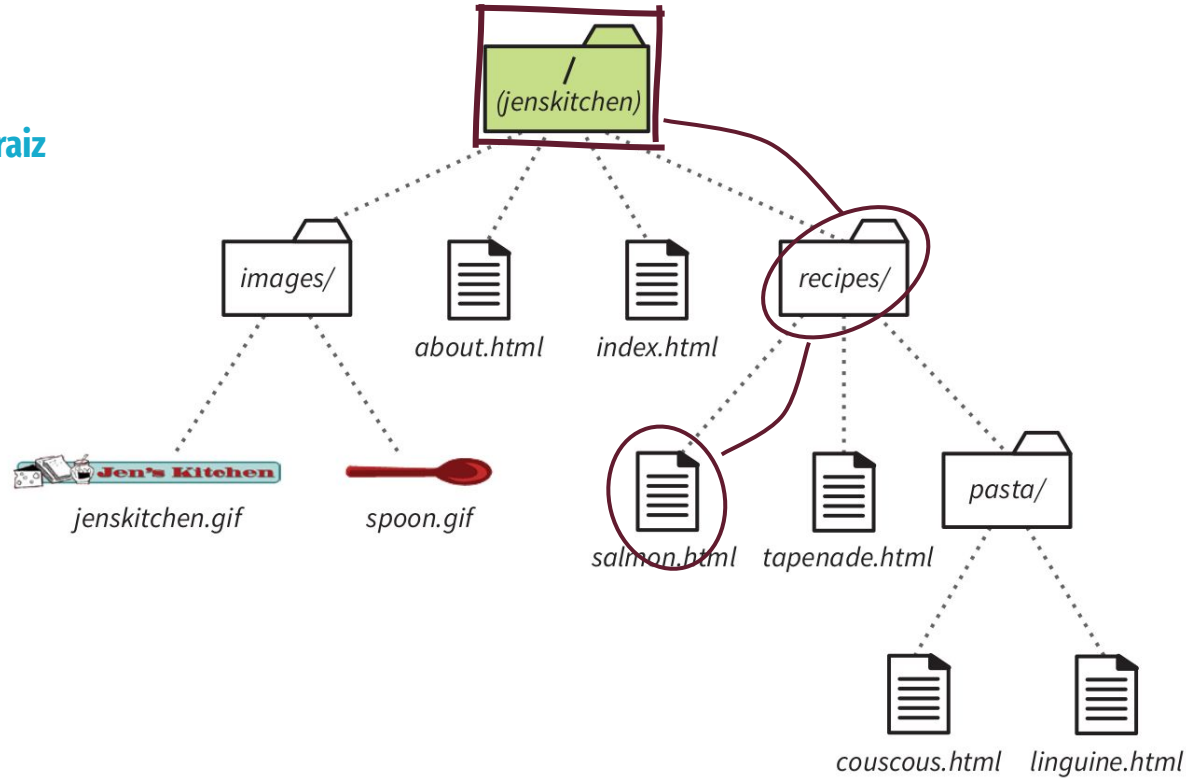 /
(jenskitchen)
raiz
images/
recipes/
about.html
index.html
Jen's Kitchen
pasta/
jenskitchen.gif
spoon.gif
salmon.html
tapenade.html
couscous.html
linguine.html